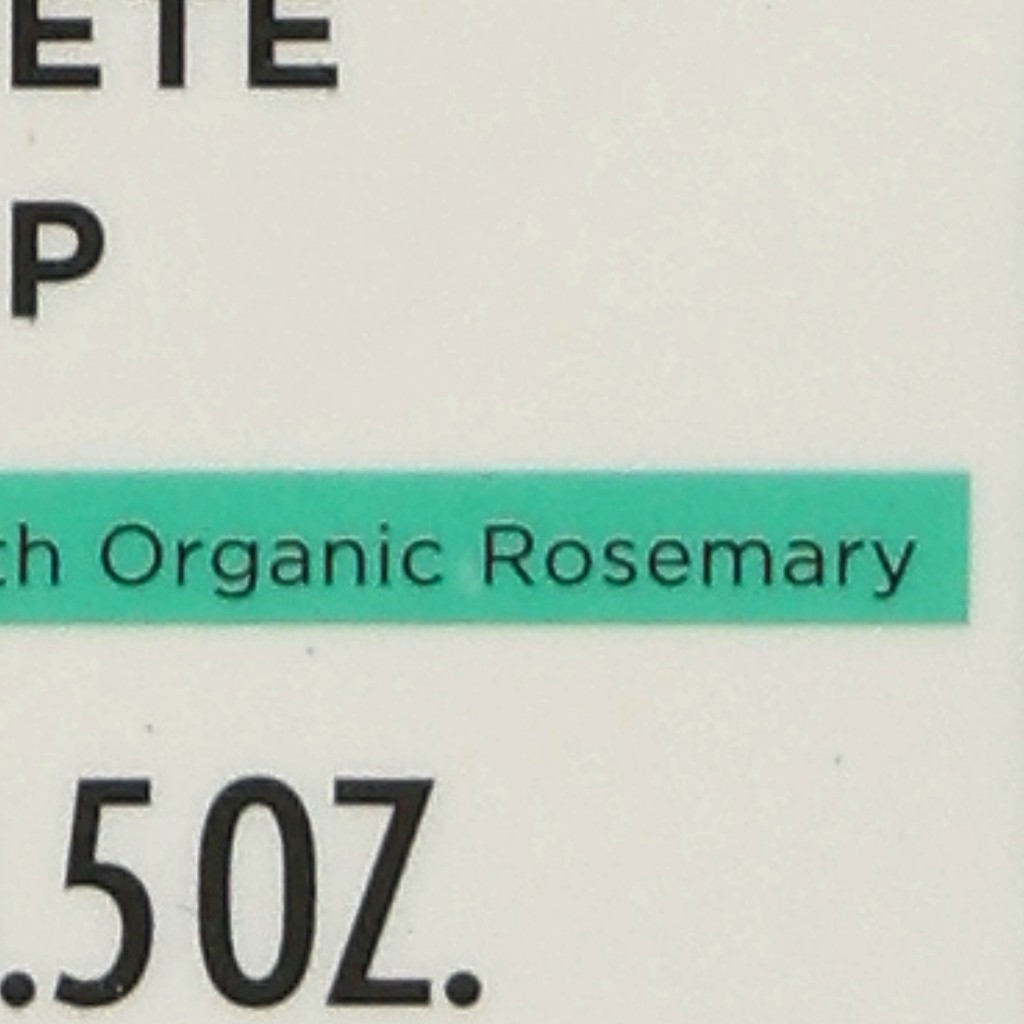 ETE
P
th Organic Rosemary
.5OZ.